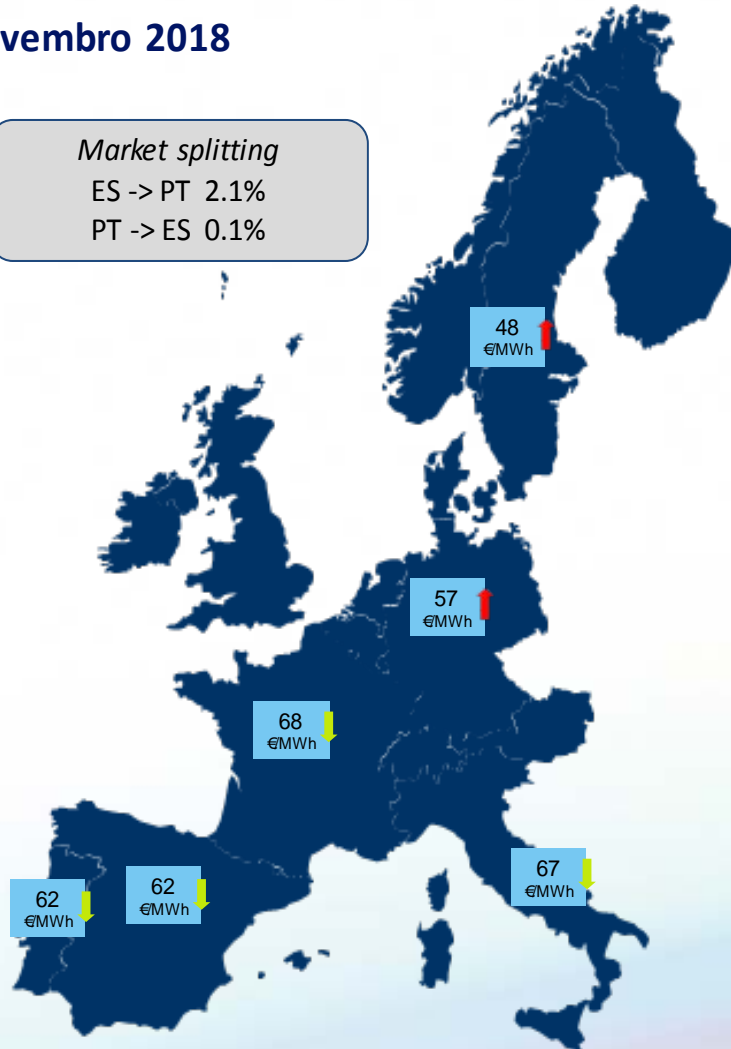 vembro 2018
Market splitting
ES -> PT 2.1%
PT -> ES 0.1%
48
€/MWh
57
€/MWh
68
€/MWh
67
€/MWh
62
€/MWh
62
€/MWh